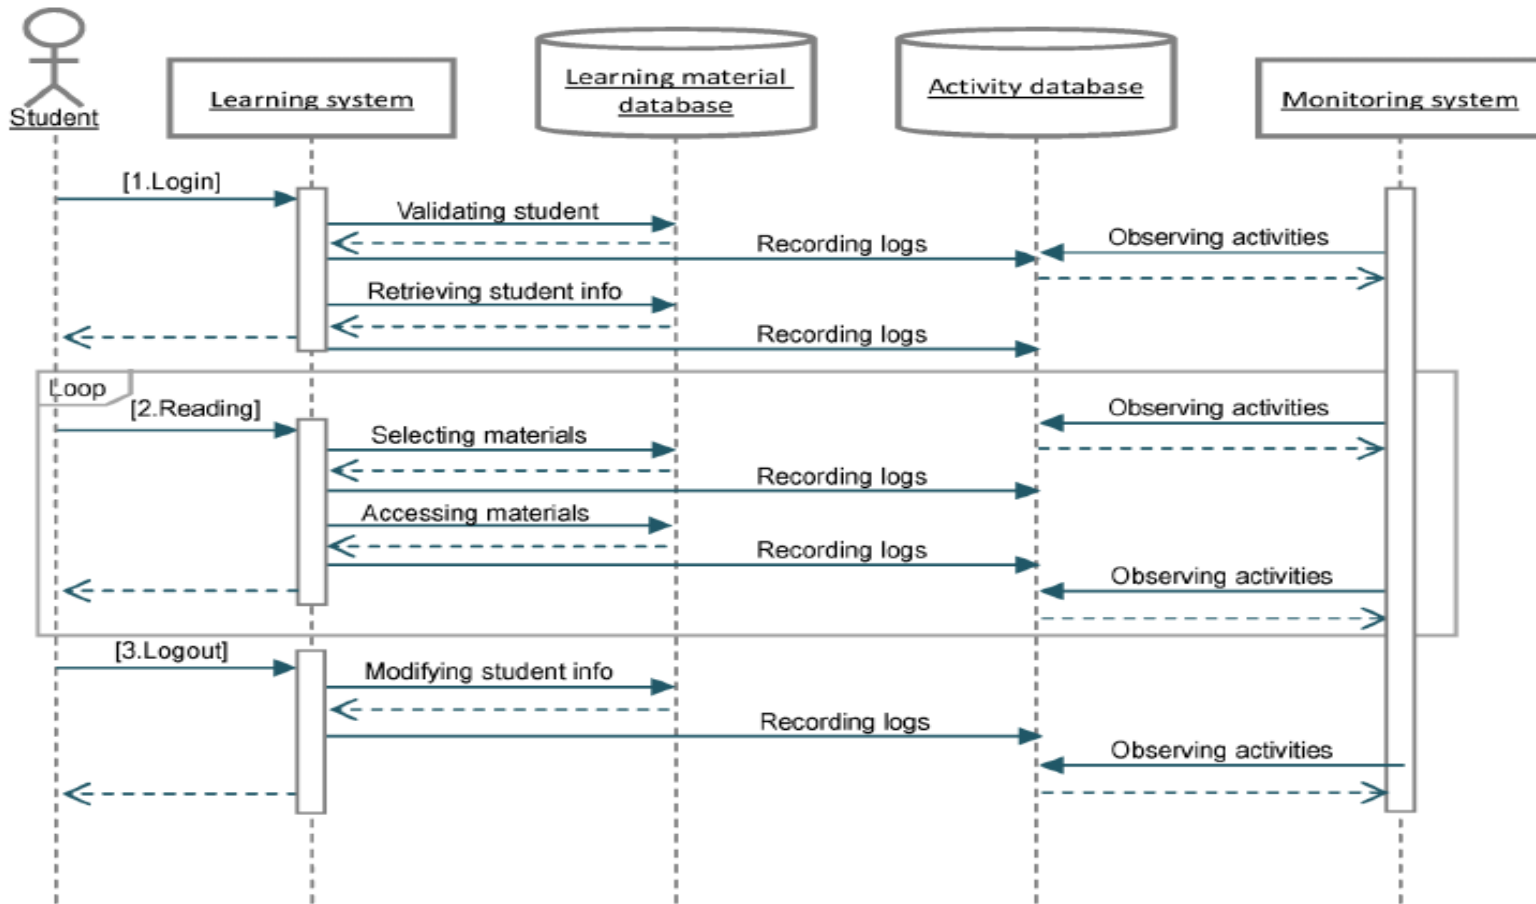 Student
Learning system
Learning material
database
Activity database
Monitoring system
[1.Login]
Validating student
Recording logs
Observing activities
Retrieving student info
Recording logs
Loop
[2.Reading]
Observing activities
Selecting materials
Recording logs
Accessing materials
Recording logs
Observing activities
[3.Logout]
Modifying student info
Recording logs
Observing activities